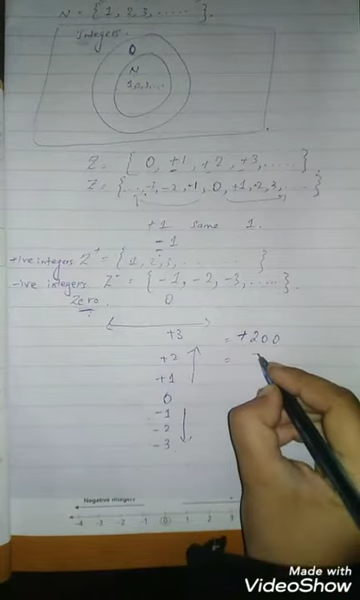 N = {1, 2, 3, .....}.
Integers.
0
N
1, 2, 3, ...
Z = { 0, ±1, ±2, ±3, ..... }.
Z = {... -3, -2, -1, 0, +1, +2, 3, ..... }.
+1 same 1.
- 1
+ive integers Z⁺ = {1, 2, 3, ... }
-ive integers Z⁻ = { -1, -2, -3, ..... }.
Zero 0
+3 = +200
+2 =
+1
0
-1
-2
-3
Negative integers
-4 -3 -2 -1 0 1 2 3
Made with
VideoShow